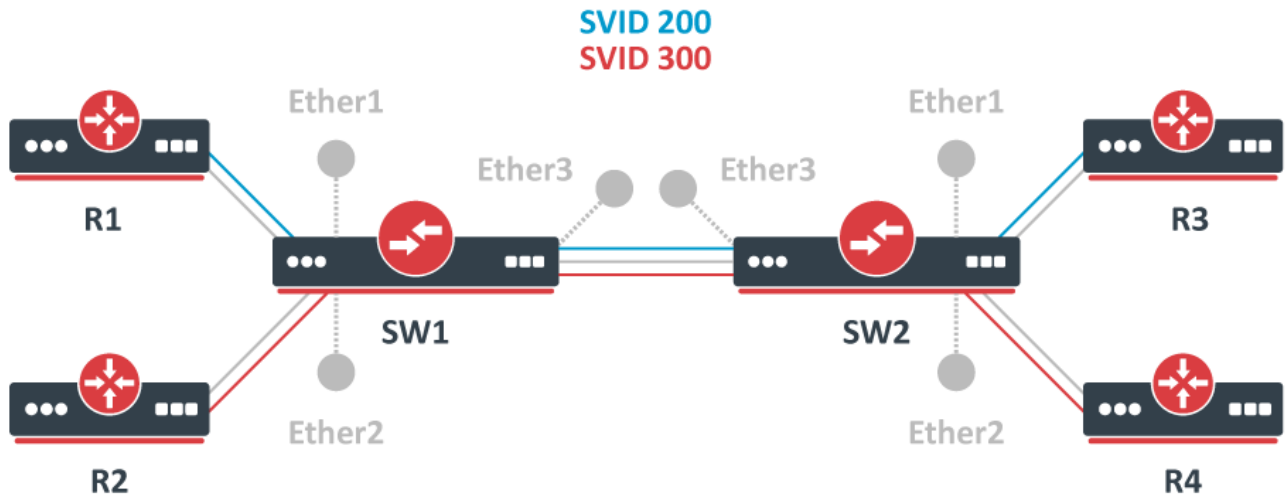 SVID 200
SVID 300
Ether1
Ether1
Ether3
Ether3
R1
R3
SW1
SW2
Ether2
Ether2
R2
R4